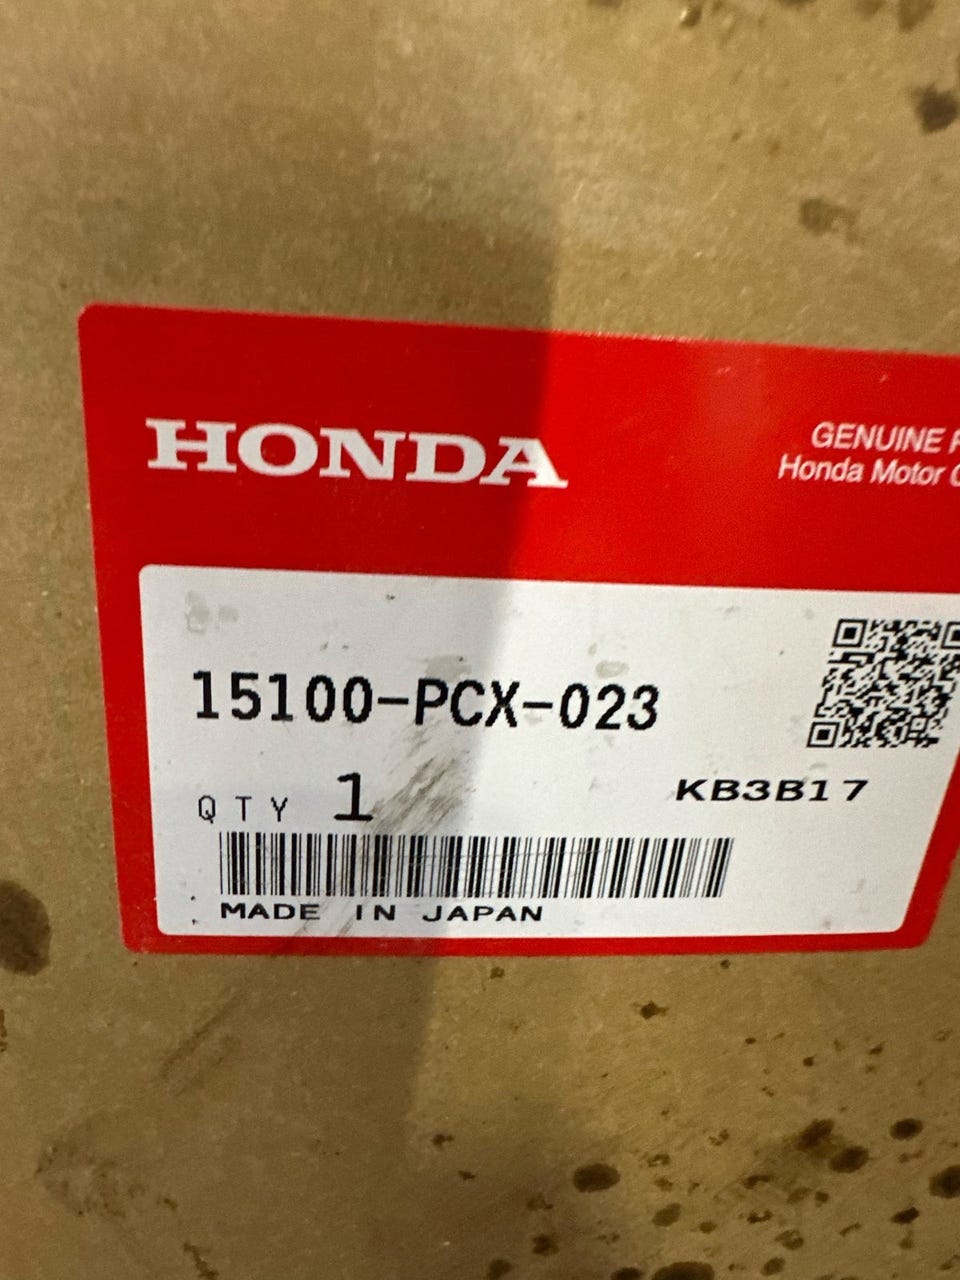 HONDA
GENUINE
Honda Motor
15100-PCX-023
QTY 1
KB3B17
MADE IN JAPAN